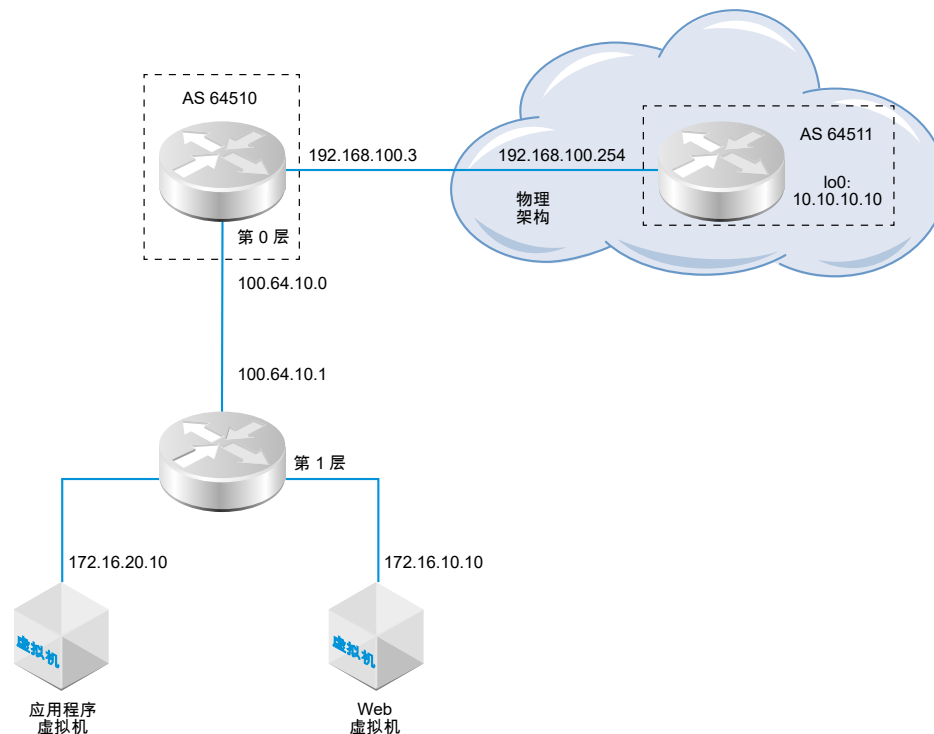 AS 64510
192.168.100.3
192.168.100.254
AS 64511
lo0:
10.10.10.10
物理
架构
第 0 层
100.64.10.0
100.64.10.1
第 1 层
172.16.20.10
172.16.10.10
虚拟机
虚拟机
应用程序
虚拟机
Web
虚拟机